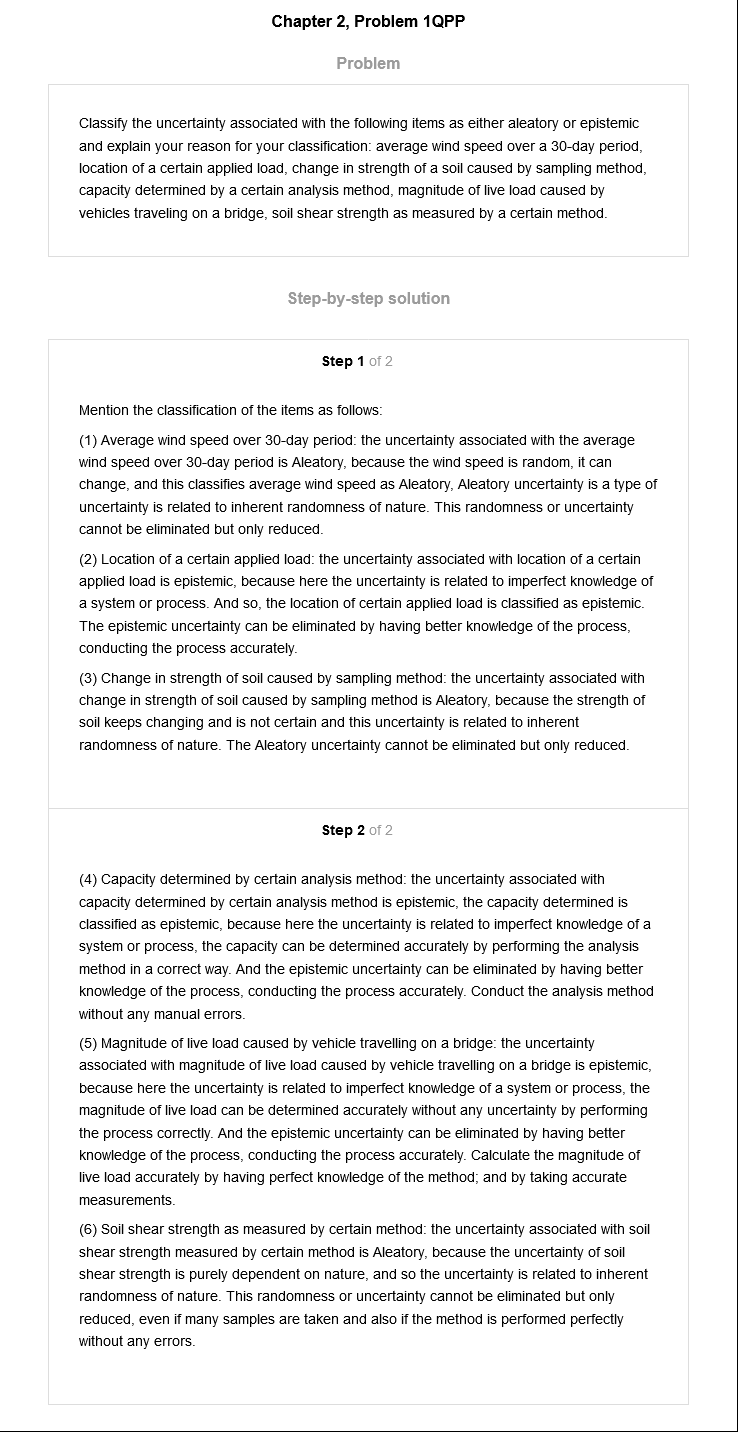 Chapter 2, Problem 1QPP
Problem
Classify the uncertainty associated with the following items as either aleatory or epistemic
and explain your reason for your classification: average wind speed over a 30-day period,
location of a certain applied load, change in strength of a soil caused by sampling method,
capacity determined by a certain analysis method, magnitude of live load caused by
vehicles traveling on a bridge, soil shear strength as measured by a certain method.
Step-by-step solution
Step 1 of 2
Mention the classification of the items as follows:
(1) Average wind speed over 30-day period: the uncertainty associated with the average
wind speed over 30-day period is Aleatory, because the wind speed is random, it can
change, and this classifies average wind speed as Aleatory, Aleatory uncertainty is a type of
uncertainty is related to inherent randomness of nature. This randomness or uncertainty
cannot be eliminated but only reduced.
(2) Location of a certain applied load: the uncertainty associated with location of a certain
applied load is epistemic, because here the uncertainty is related to imperfect knowledge of
a system or process. And so, the location of certain applied load is classified as epistemic.
The epistemic uncertainty can be eliminated by having better knowledge of the process,
conducting the process accurately.
(3) Change in strength of soil caused by sampling method: the uncertainty associated with
change in strength of soil caused by sampling method is Aleatory, because the strength of
soil keeps changing and is not certain and this uncertainty is related to inherent
randomness of nature. The Aleatory uncertainty cannot be eliminated but only reduced.
Step 2 of 2
(4) Capacity determined by certain analysis method: the uncertainty associated with
capacity determined by certain analysis method is epistemic, the capacity determined is
classified as epistemic, because here the uncertainty is related to imperfect knowledge of a
system or process, the capacity can be determined accurately by performing the analysis
method in a correct way. And the epistemic uncertainty can be eliminated by having better
knowledge of the process, conducting the process accurately. Conduct the analysis method
without any manual errors.
(5) Magnitude of live load caused by vehicle travelling on a bridge: the uncertainty
associated with magnitude of live load caused by vehicle travelling on a bridge is epistemic,
because here the uncertainty is related to imperfect knowledge of a system or process, the
magnitude of live load can be determined accurately without any uncertainty by performing
the process correctly. And the epistemic uncertainty can be eliminated by having better
knowledge of the process, conducting the process accurately. Calculate the magnitude of
live load accurately by having perfect knowledge of the method; and by taking accurate
measurements.
(6) Soil shear strength as measured by certain method: the uncertainty associated with soil
shear strength measured by certain method is Aleatory, because the uncertainty of soil
shear strength is purely dependent on nature, and so the uncertainty is related to inherent
randomness of nature. This randomness or uncertainty cannot be eliminated but only
reduced, even if many samples are taken and also if the method is performed perfectly
without any errors.